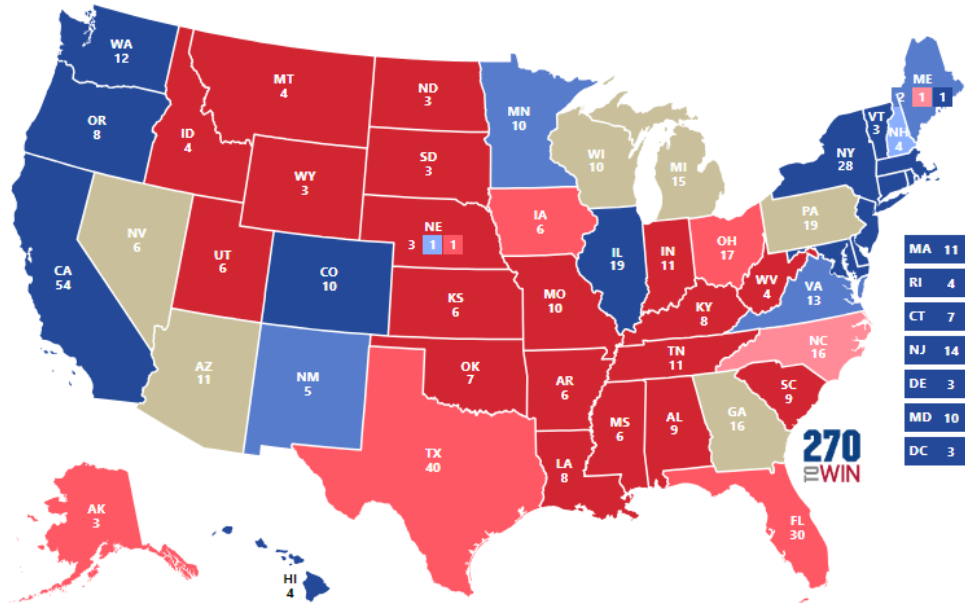 WA
12
OR
8
CA
54
NV
6
ID
4
MT
4
WY
3
UT
6
AZ
11
CO
10
NM
5
ND
3
SD
3
NE
3 1 1
KS
6
OK
7
TX
40
MN
10
IA
6
MO
10
AR
6
LA
8
WI
10
IL
19
MI
15
IN
11
OH
17
KY
8
TN
11
MS
6
AL
9
GA
16
FL
30
SC
9
NC
16
VA
13
WV
4
PA
19
NY
28
VT
3
NH
4
ME
2 1 1
MA 11
RI 4
CT 7
NJ 14
DE 3
MD 10
DC 3
AK
3
HI
4
270
TO WIN